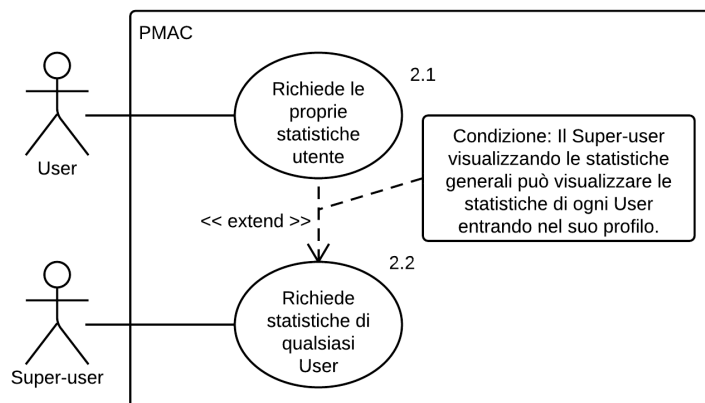 PMAC
2.1
Richiede le
proprie
statistiche
utente
User
Condizione: Il Super-user
visualizzando le statistiche
generali può visualizzare le
statistiche di ogni User
entrando nel suo profilo.
<< extend >>
2.2
Richiede
statistiche di
qualsiasi
User
Super-user